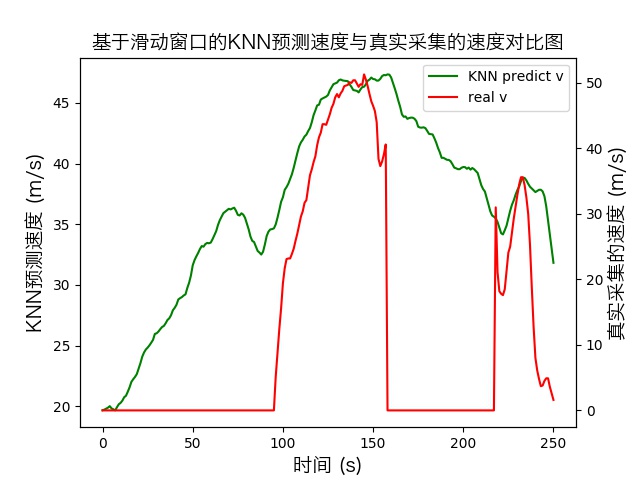 基于滑动窗口的KNN预测速度与真实采集的速度对比图
KNN predict v
real v
KNN预测速度 (m/s)
45
40
35
30
25
20
真实采集的速度 (m/s)
50
40
30
20
10
0
0 50 100 150 200 250
时间 (s)